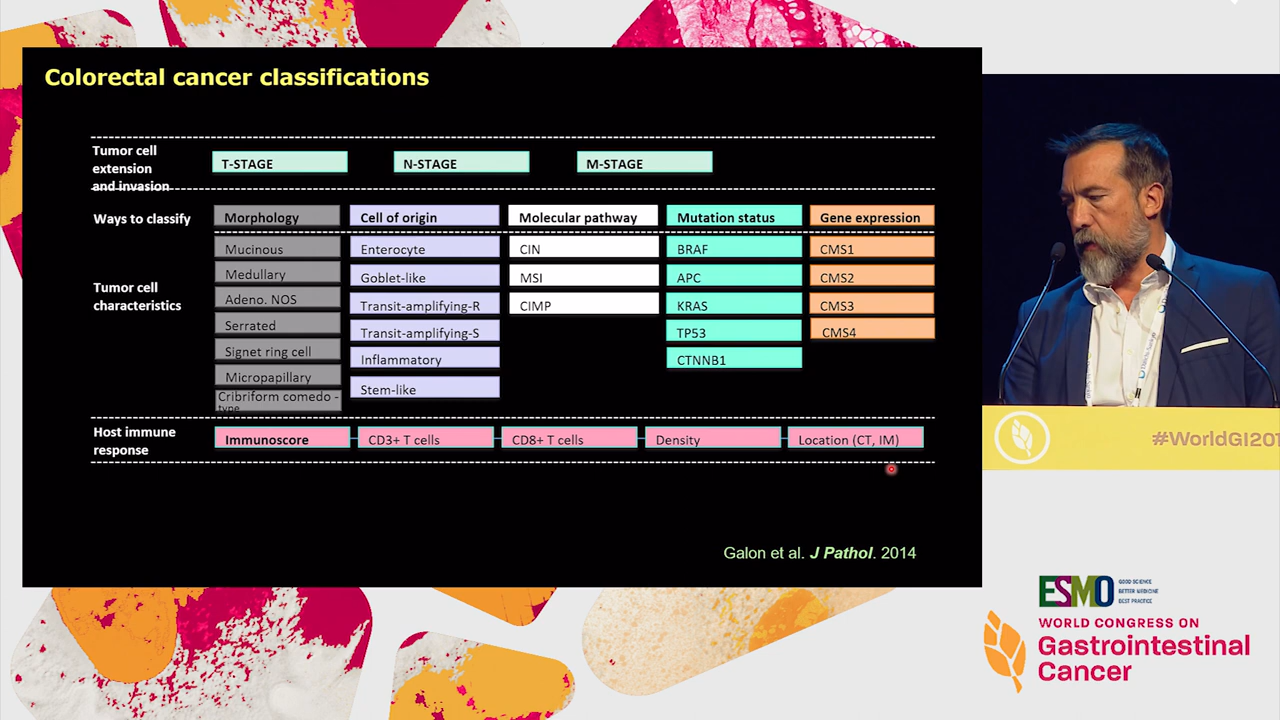 Colorectal cancer classifications
Tumor cell
extension
and invasion
T-STAGE
N-STAGE
M-STAGE
Ways to classify
Morphology
Cell of origin
Molecular pathway
Mutation status
Gene expression
Tumor cell
characteristics
Mucinous
Medullary
Adeno. NOS
Serrated
Signet ring cell
Micropapillary
Cribriform comedo -
type
Enterocyte
Goblet-like
Transit-amplifying-R
Transit-amplifying-S
Inflammatory
Stem-like
CIN
MSI
CIMP
BRAF
APC
KRAS
TP53
CTNNB1
CMS1
CMS2
CMS3
CMS4
Host immune
response
Immunoscore
CD3+ T cells
CD8+ T cells
Density
Location (CT, IM)
Galon et al. J Pathol. 2014
#WorldGI201
ESMO
GOOD SCIENCE
BETTER MEDICINE
BEST PRACTICE
WORLD CONGRESS ON
Gastrointestinal
Cancer